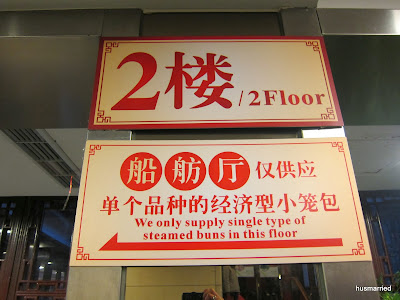 2楼/2Floor
船舫厅仅供应
单个品种的经济型小笼包
We only supply single type of
steamed buns in this floor
husmarried